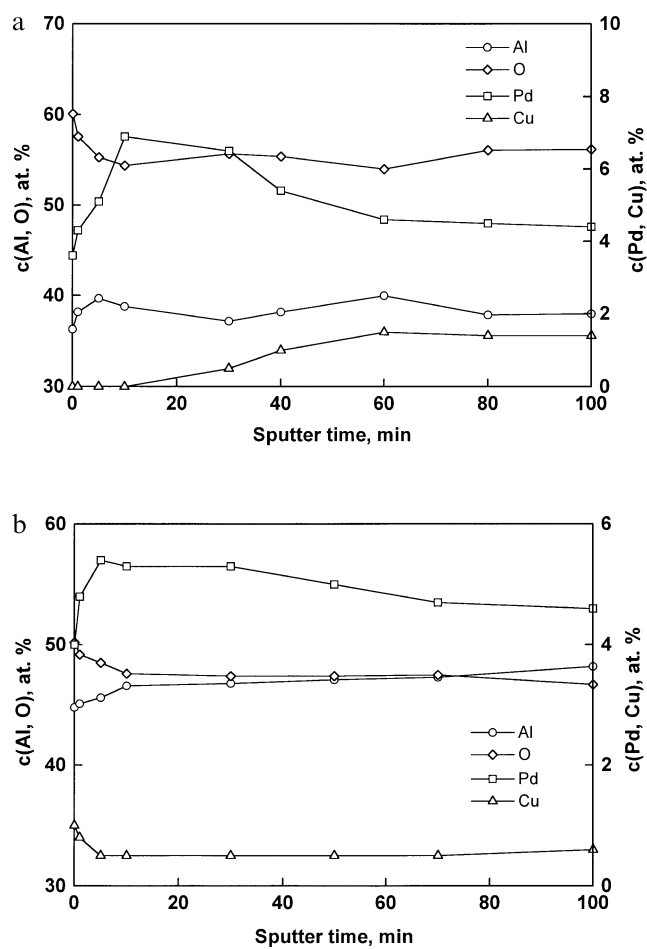 a
70
60
50
40
30
c(Al, O), at. %
10
8
6
4
2
0
c(Pd, Cu), at. %
Al
O
Pd
Cu
0 20 40 60 80 100
Sputter time, min
b
60
50
40
30
c(Al, O), at. %
6
4
2
0
c(Pd, Cu), at. %
Al
O
Pd
Cu
0 20 40 60 80 100
Sputter time, min